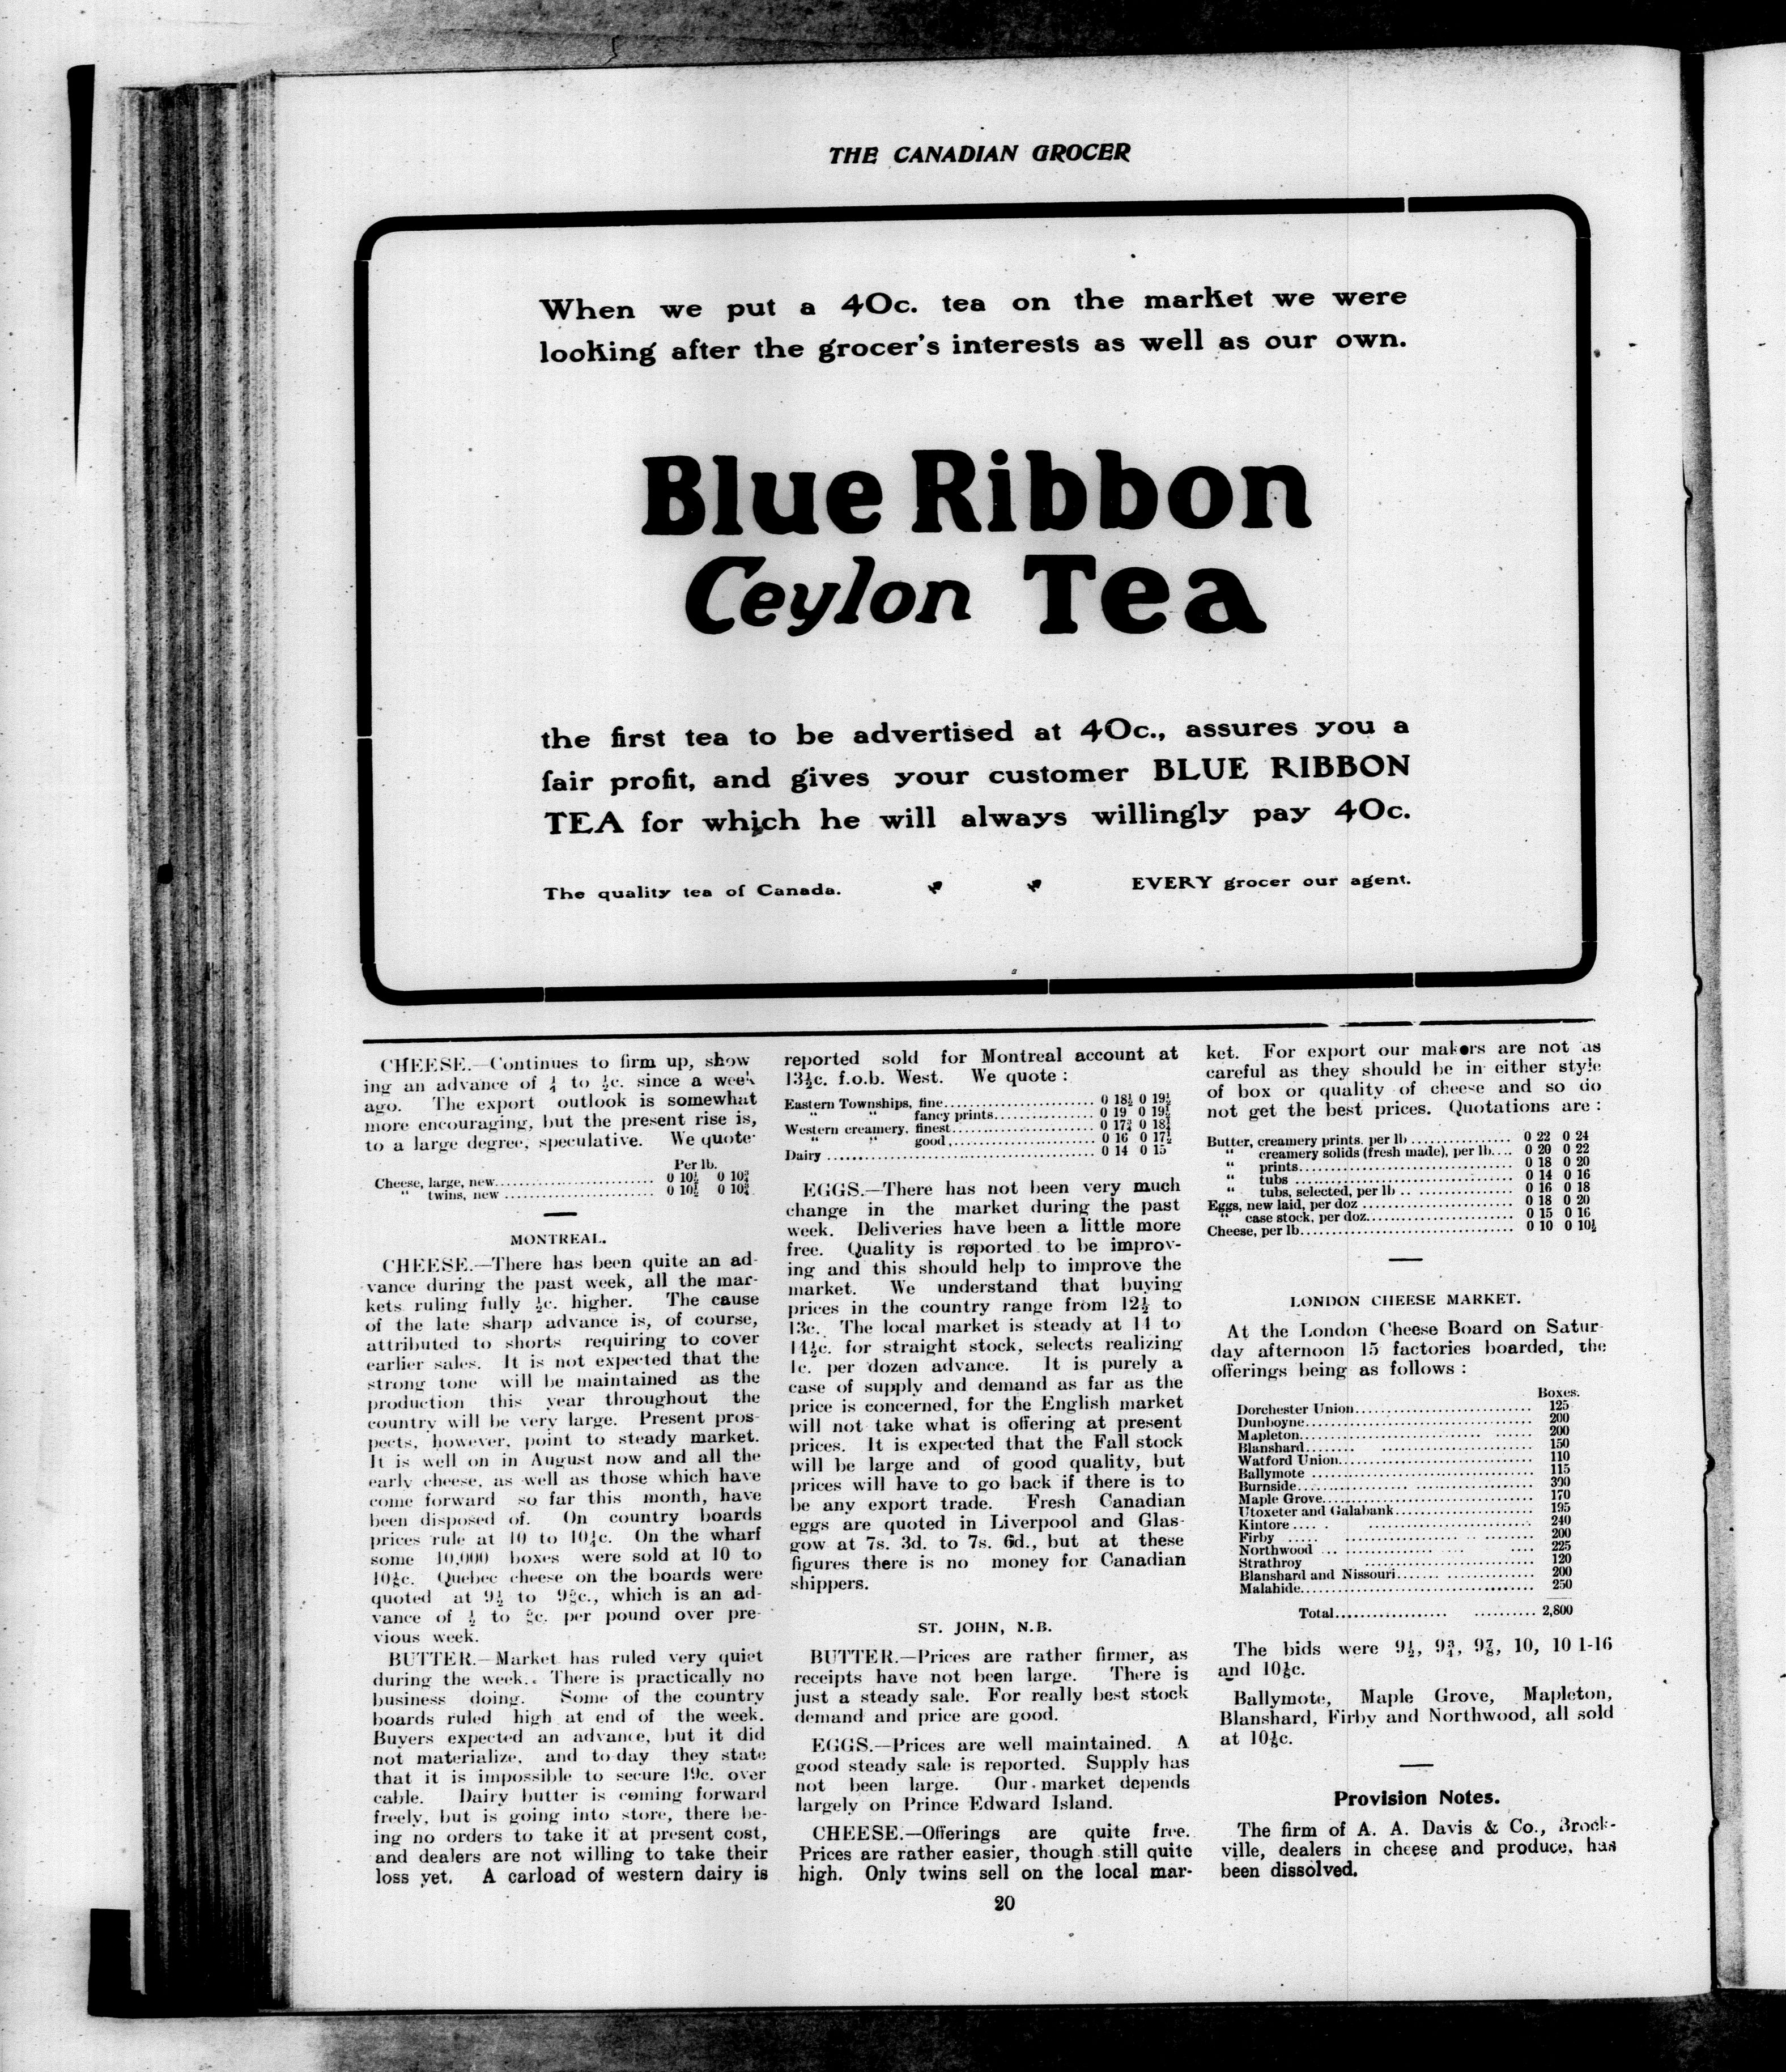 THE CANADIAN GROCER
When we put a 40c. tea on the market we were
looking after the grocer's interests as well as our own.
Blue Ribbon
Ceylon Tea
the first tea to be advertised at 40c., assures you a
fair profit, and gives your customer BLUE RIBBON
TEA for which he will always willingly pay 40c.
The quality tea of Canada.
EVERY grocer our agent.
CHEESE.—Continues to firm up, show
ing an advance of ¼ to ½c. since a week
ago. The export outlook is somewhat
more encouraging, but the present rise is,
to a large degree, speculative. We quote
Per lb.
Cheese, large, new............ 0 10½ 0 10¾
" twins, new ............ 0 10½ 0 10¾
MONTREAL.
CHEESE.—There has been quite an ad-
vance during the past week, all the mar-
kets ruling fully ½c. higher. The cause
of the late sharp advance is, of course,
attributed to shorts requiring to cover
earlier sales. It is not expected that the
strong tone will be maintained as the
production this year throughout the
country will be very large. Present pros-
pects, however, point to steady market.
It is well on in August now and all the
early cheese, as well as those which have
come forward so far this month, have
been disposed of. On country boards
prices rule at 10 to 10¼c. On the wharf
some 10,000 boxes were sold at 10 to
10⅛c. Quebec cheese on the boards were
quoted at 9½ to 9⅝c., which is an ad-
vance of ½ to ⅝c. per pound over pre-
vious week.
BUTTER.—Market has ruled very quiet
during the week. There is practically no
business doing. Some of the country
boards ruled high at end of the week.
Buyers expected an advance, but it did
not materialize, and to-day they state
that it is impossible to secure 19c. over
cable. Dairy butter is coming forward
freely, but is going into store, there be-
ing no orders to take it at present cost,
and dealers are not willing to take their
loss yet. A carload of western dairy is
reported sold for Montreal account at
13½c. f.o.b. West. We quote :
Eastern Townships, fine............ 0 18½ 0 19¼
" " fancy prints............ 0 19 0 19½
Western creamery, finest............ 0 17¾ 0 18¼
" " good............ 0 16 0 17½
Dairy ............ 0 14 0 15
EGGS.—There has not been very much
change in the market during the past
week. Deliveries have been a little more
free. Quality is reported to be improv-
ing and this should help to improve the
market. We understand that buying
prices in the country range from 12½ to
13c. The local market is steady at 14 to
14½c. for straight stock, selects realizing
1c. per dozen advance. It is purely a
case of supply and demand as far as the
price is concerned, for the English market
will not take what is offering at present
prices. It is expected that the Fall stock
will be large and of good quality, but
prices will have to go back if there is to
be any export trade. Fresh Canadian
eggs are quoted in Liverpool and Glas-
gow at 7s. 3d. to 7s. 6d., but at these
figures there is no money for Canadian
shippers.
ST. JOHN, N.B.
BUTTER.—Prices are rather firmer, as
receipts have not been large. There is
just a steady sale. For really best stock
demand and price are good.
EGGS.—Prices are well maintained. A
good steady sale is reported. Supply has
not been large. Our market depends
largely on Prince Edward Island.
CHEESE.—Offerings are quite free.
Prices are rather easier, though still quite
high. Only twins sell on the local mar-
ket. For export our makers are not as
careful as they should be in either style
of box or quality of cheese and so do
not get the best prices. Quotations are :
Butter, creamery prints, per lb ............ 0 22 0 24
" creamery solids (fresh made), per lb.... 0 20 0 22
" prints............ 0 18 0 20
" tubs ............ 0 14 0 16
" tubs, selected, per lb ............ 0 16 0 18
Eggs, new laid, per doz ............ 0 18 0 20
" case stock, per doz............ 0 15 0 16
Cheese, per lb............ 0 10 0 10½
LONDON CHEESE MARKET.
At the London Cheese Board on Satur-
day afternoon 15 factories boarded, the
offerings being as follows :
Boxes.
Dorchester Union............ 125
Dunboyne............ 200
Mapleton............ 200
Blanshard............ 150
Watford Union............ 110
Ballymote ............ 115
Burnside............ 300
Maple Grove............ 170
Utoxeter and Galabank............ 195
Kintore............ 240
Firby ............ 200
Northwood ............ 225
Strathroy ............ 120
Blanshard and Nissouri............ 200
Malahide............ 250
Total............ 2,800
The bids were 9½, 9¾, 9⅞, 10, 10 1-16
and 10⅛c.
Ballymote, Maple Grove, Mapleton,
Blanshard, Firby and Northwood, all sold
at 10⅛c.
Provision Notes.
The firm of A. A. Davis & Co., Brock-
ville, dealers in cheese and produce, has
been dissolved.
20